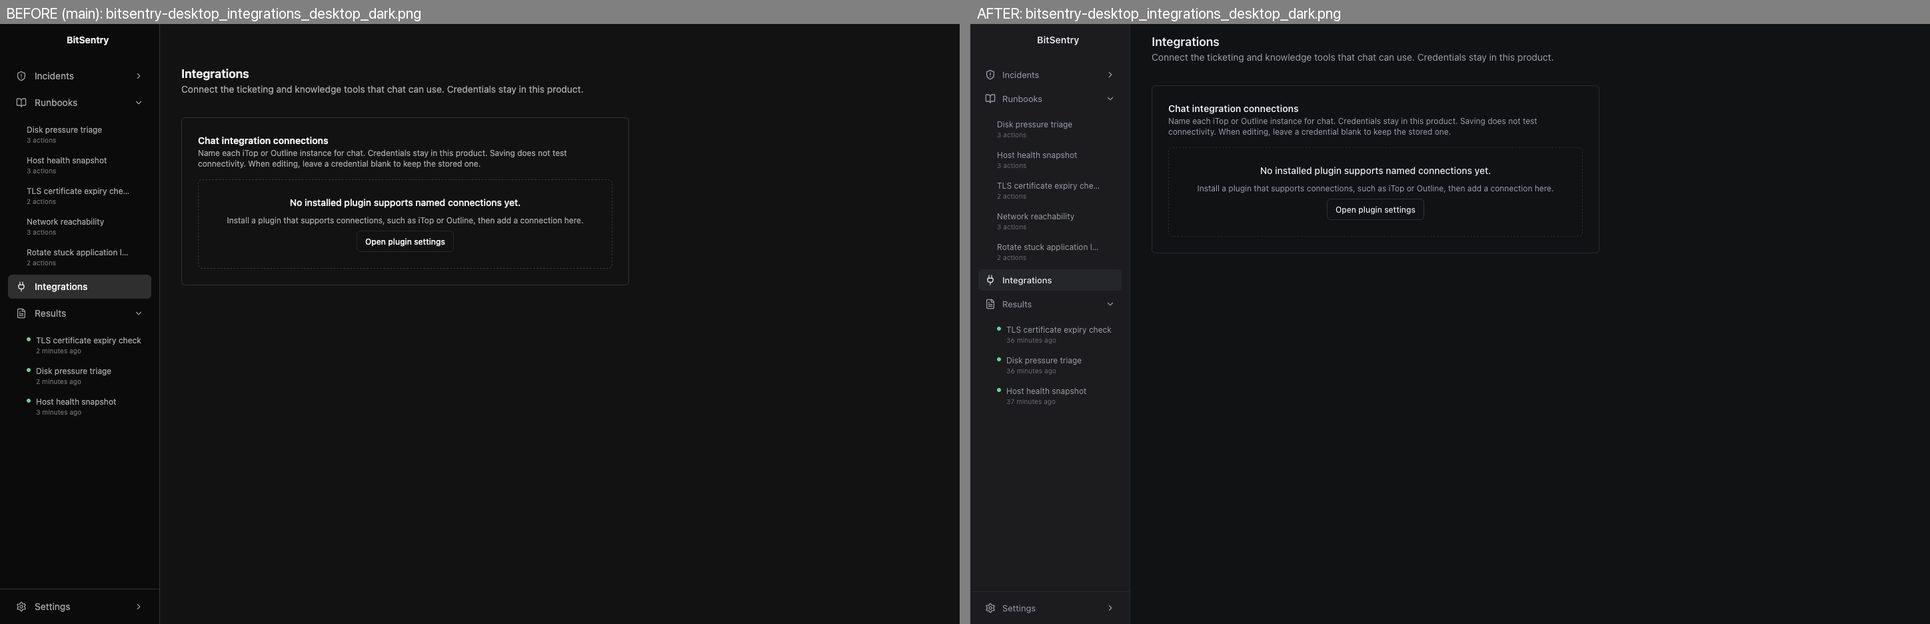 BEFORE (main): bitsentry-desktop_integrations_desktop_dark.png
BitSentry
Incidents
Runbooks
Disk pressure triage
3 actions
Host health snapshot
3 actions
TLS certificate expiry che...
2 actions
Network reachability
3 actions
Rotate stuck application l...
2 actions
Integrations
Results
TLS certificate expiry check
2 minutes ago
Disk pressure triage
2 minutes ago
Host health snapshot
3 minutes ago
Settings
Integrations
Connect the ticketing and knowledge tools that chat can use. Credentials stay in this product.
Chat integration connections
Name each iTop or Outline instance for chat. Credentials stay in this product. Saving does not test
connectivity. When editing, leave a credential blank to keep the stored one.
No installed plugin supports named connections yet.
Install a plugin that supports connections, such as iTop or Outline, then add a connection here.
Open plugin settings
AFTER: bitsentry-desktop_integrations_desktop_dark.png
BitSentry
Incidents
Runbooks
Disk pressure triage
3 actions
Host health snapshot
3 actions
TLS certificate expiry che...
2 actions
Network reachability
3 actions
Rotate stuck application l...
2 actions
Integrations
Results
TLS certificate expiry check
36 minutes ago
Disk pressure triage
36 minutes ago
Host health snapshot
37 minutes ago
Settings
Integrations
Connect the ticketing and knowledge tools that chat can use. Credentials stay in this product.
Chat integration connections
Name each iTop or Outline instance for chat. Credentials stay in this product. Saving does not test
connectivity. When editing, leave a credential blank to keep the stored one.
No installed plugin supports named connections yet.
Install a plugin that supports connections, such as iTop or Outline, then add a connection here.
Open plugin settings